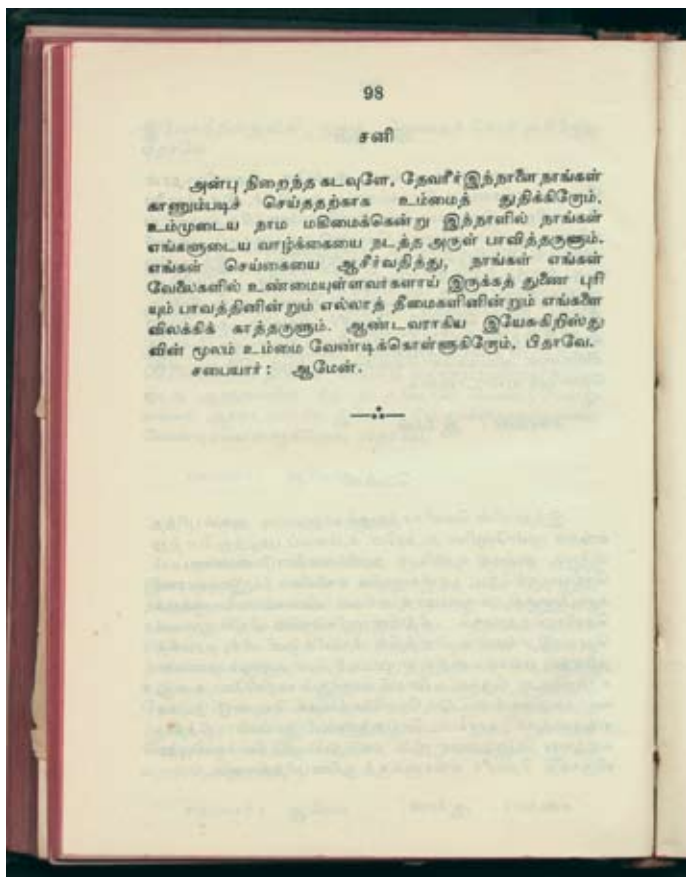 98
சனி
அன்பு நிறைந்த கடவுளே, தேவரீர் இந்நாளை நாங்கள்
காணும்படிச் செய்ததற்காக உம்மைத் துதிக்கிறோம்,
உம்முடைய நாம மகிமைக்கென்று இந்நாளில் நாங்கள்
எங்களுடைய வாழ்க்கையை நடத்த அருள் பாவித்தருளும்.
எங்கள் செய்கையை ஆசீர்வதித்து, நாங்கள் எங்கள்
வேலைகளில் உண்மையுள்ளவர்களாய் இருக்கத் துணை புரி
யும் பாவத்தினின்றும் எல்லாத் தீமைகளினின்றும் எங்களை
விலக்கிக் காத்தருளும். ஆண்டவராகிய இயேசுகிறிஸ்து
வின் மூலம் உம்மை வேண்டிக்கொள்ளுகிறோம், பிதாவே.
சபையார் : ஆமேன்.